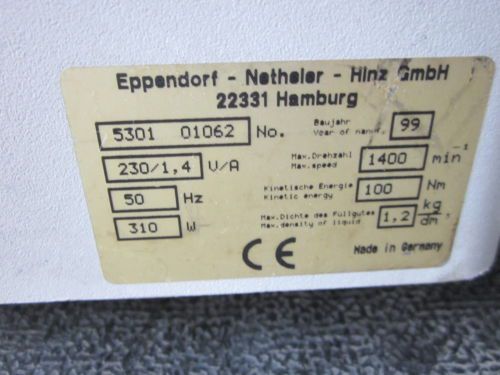 Eppendorf - Netheler - Hinz GmbH
22331 Hamburg
5301 01062 No.
Baujahr
Year of manuf. 99
230/1,4 V/A
Max. Drehzahl
Max. speed 1400 min⁻¹
50 Hz
Kinetische Energie
Kinetic energy 100 Nm
310 W
Max. Dichte des Füllgutes
Max. density of liquid 1,2 kg/dm³
CE
Made in Germany